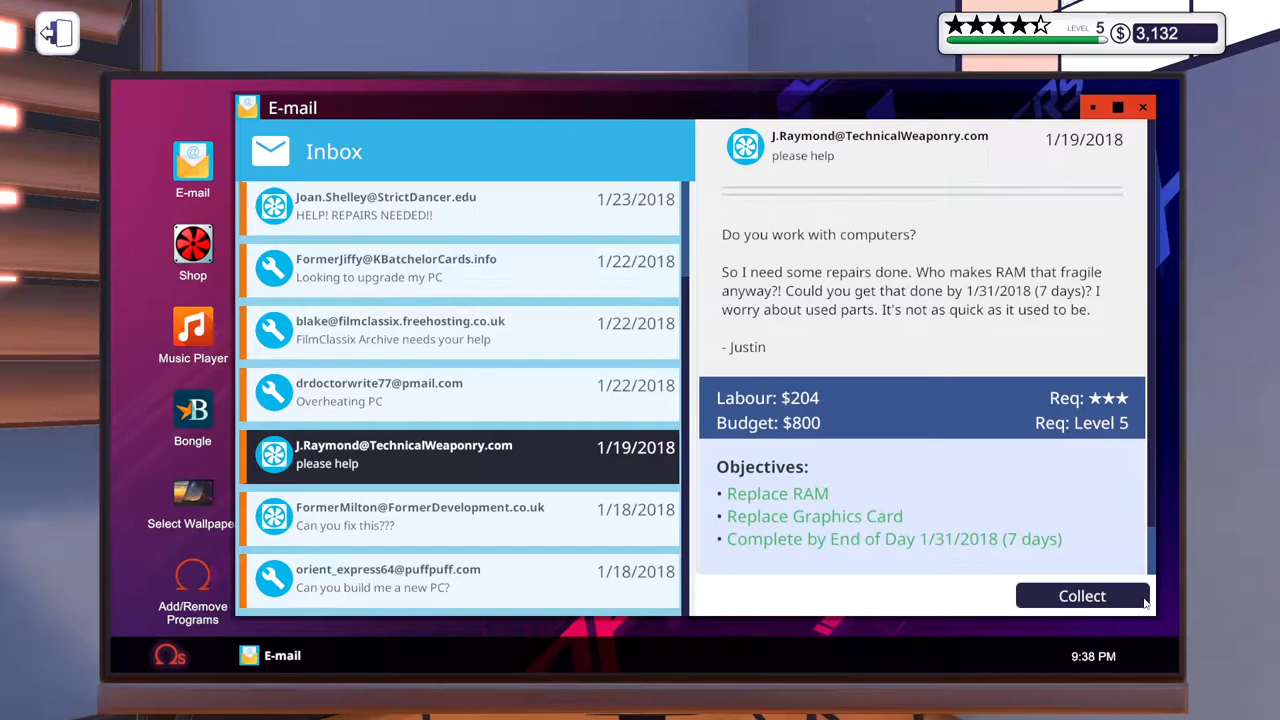 LEVEL 5 $ 3,132
E-mail
Inbox
Joan.Shelley@StrictDancer.edu 1/23/2018
HELP! REPAIRS NEEDED!!
FormerJiffy@KBatchelorCards.info 1/22/2018
Looking to upgrade my PC
blake@filmclassix.freehosting.co.uk 1/22/2018
FilmClassix Archive needs your help
drdoctorwrite77@pmail.com 1/22/2018
Overheating PC
J.Raymond@TechnicalWeaponry.com 1/19/2018
please help
FormerMilton@FormerDevelopment.co.uk 1/18/2018
Can you fix this???
orient_express64@puffpuff.com 1/18/2018
Can you build me a new PC?
J.Raymond@TechnicalWeaponry.com 1/19/2018
please help
Do you work with computers?
So I need some repairs done. Who makes RAM that fragile
anyway?! Could you get that done by 1/31/2018 (7 days)? I
worry about used parts. It's not as quick as it used to be.
- Justin
Labour: $204 Req: ★★★
Budget: $800 Req: Level 5
Objectives:
• Replace RAM
• Replace Graphics Card
• Complete by End of Day 1/31/2018 (7 days)
Collect
E-mail
Shop
Music Player
Bongle
Select Wallpape
Add/Remove
Programs
E-mail
9:38 PM